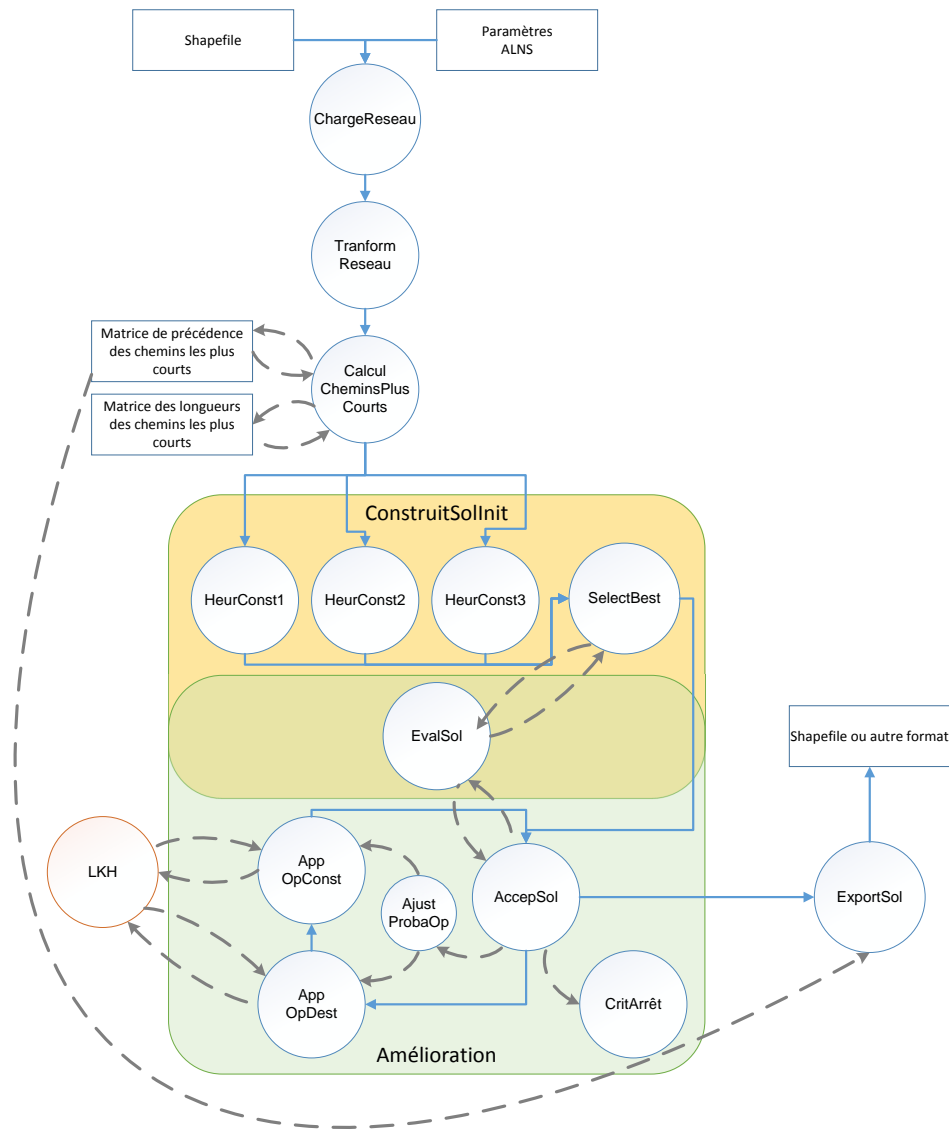 Shapefile
Paramètres
ALNS
ChargeReseau
Tranform
Reseau
Matrice de précédence
des chemins les plus
courts
Calcul
CheminsPlus
Courts
Matrice des longueurs
des chemins les plus
courts
ConstruitSolInit
HeurConst1
HeurConst2
HeurConst3
SelectBest
EvalSol
Shapefile ou autre format
LKH
App
OpConst
Ajust
ProbaOp
AccepSol
ExportSol
App
OpDest
CritArrêt
Amélioration